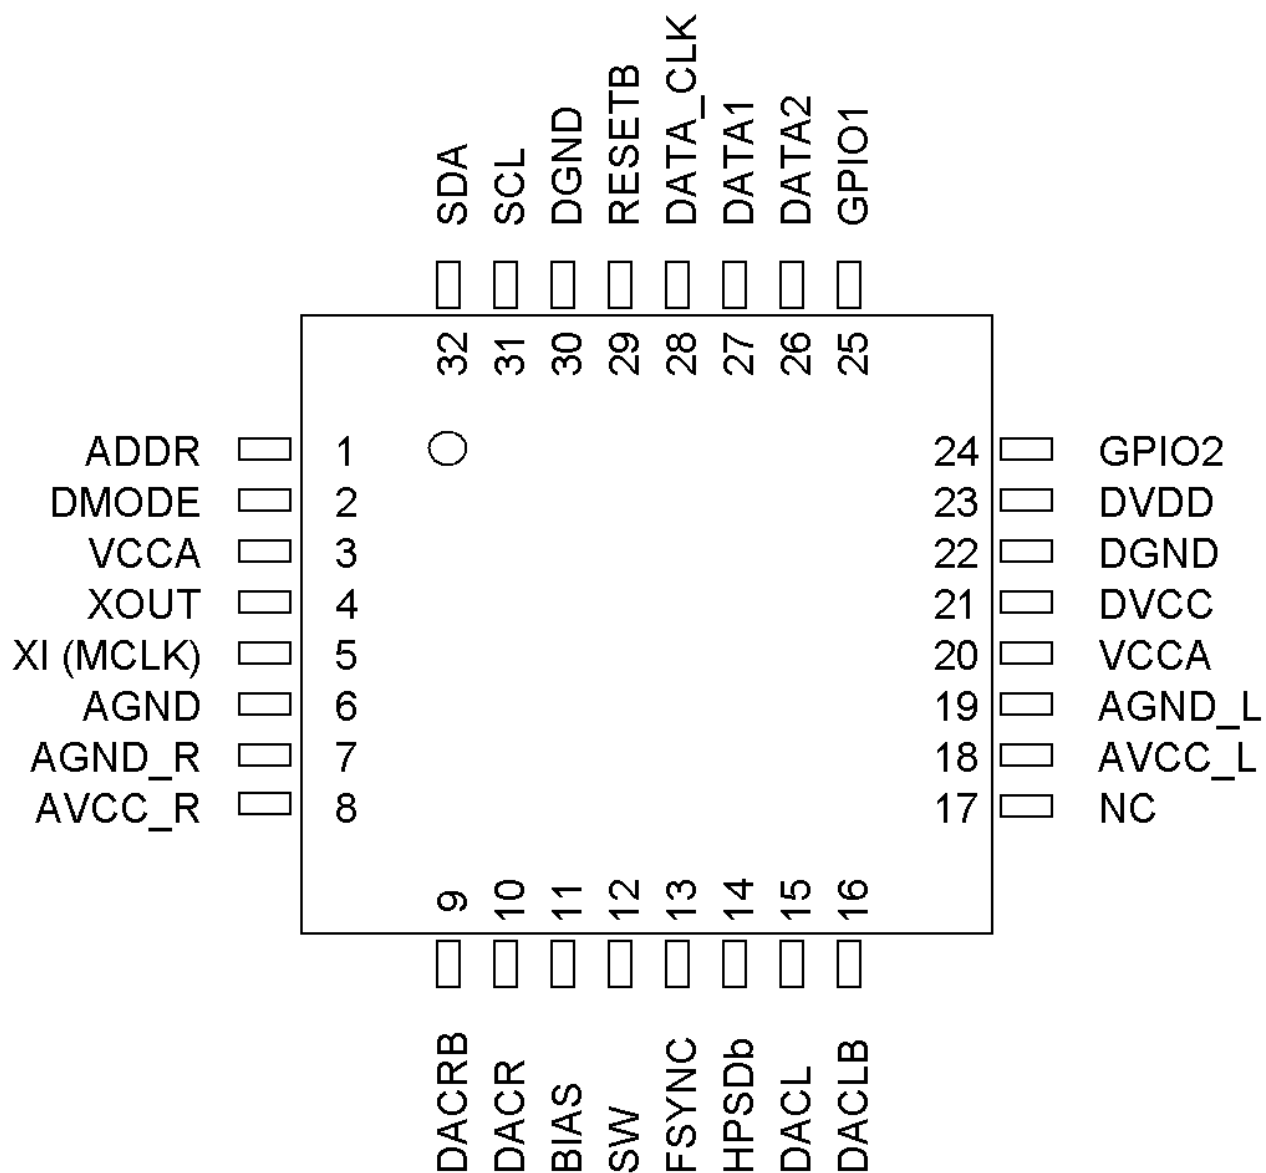 SDA SCL DGND RESETB DATA_CLK DATA1 DATA2 GPIO1
32 31 30 29 28 27 26 25
ADDR 1 24 GPIO2
DMODE 2 23 DVDD
VCCA 3 22 DGND
XOUT 4 21 DVCC
XI (MCLK) 5 20 VCCA
AGND 6 19 AGND_L
AGND_R 7 18 AVCC_L
AVCC_R 8 17 NC
9 10 11 12 13 14 15 16
DACRB DACR BIAS SW FSYNC HPSDb DACL DACLB